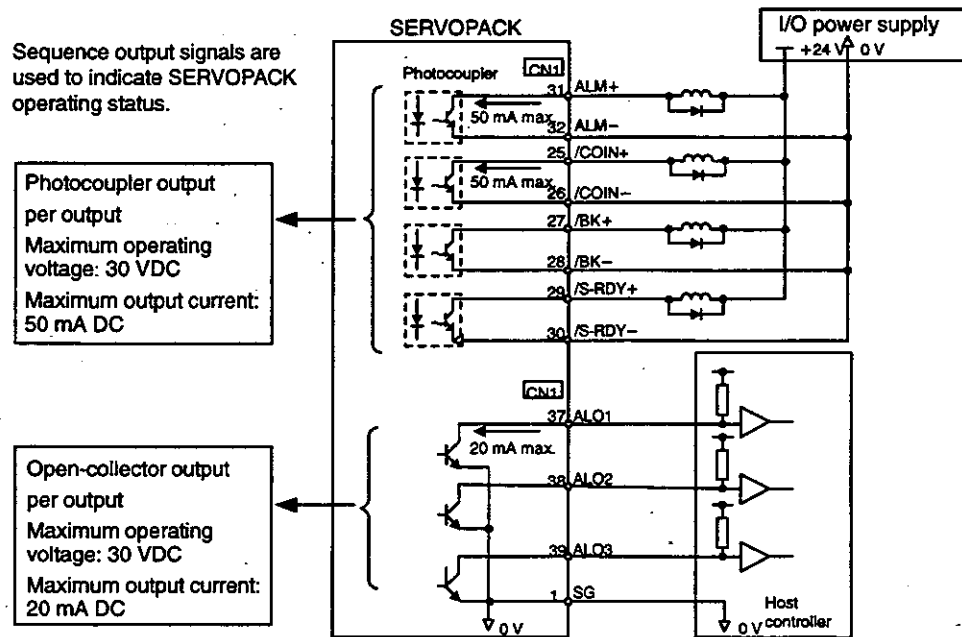 SERVOPACK
I/O power supply
+24 V 0 V
Sequence output signals are
used to indicate SERVOPACK
operating status.
Photocoupler
CN1
31 ALM+
50 mA max.
32 ALM−
25 /COIN+
50 mA max.
26 /COIN−
27 /BK+
28 /BK−
29 /S-RDY+
30 /S-RDY−
Photocoupler output
per output
Maximum operating
voltage: 30 VDC
Maximum output current:
50 mA DC
CN1
37 ALO1
20 mA max.
38 ALO2
39 ALO3
1 SG
0 V
Open-collector output
per output
Maximum operating
voltage: 30 VDC
Maximum output current:
20 mA DC
Host
controller
0 V